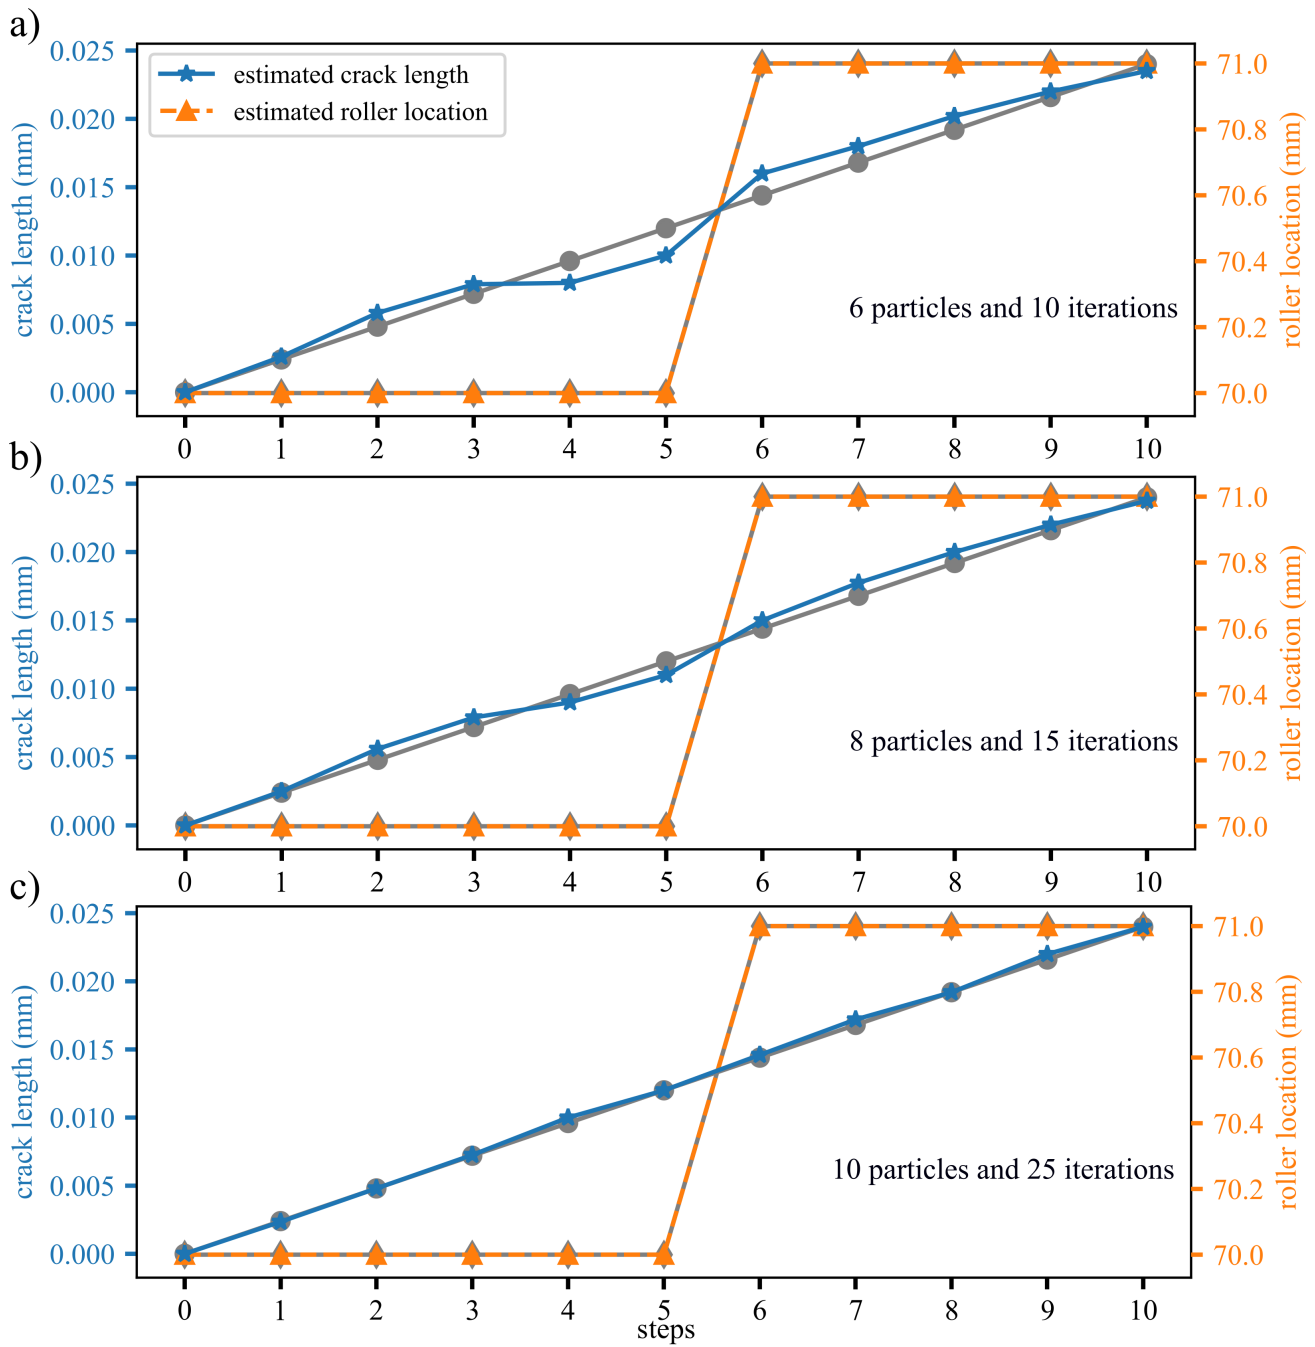 a)
0.025
0.020
0.015
0.010
0.005
0.000
crack length (mm)
estimated crack length
estimated roller location
6 particles and 10 iterations
71.0
70.8
70.6
70.4
70.2
70.0
roller location (mm)
0 1 2 3 4 5 6 7 8 9 10
b)
0.025
0.020
0.015
0.010
0.005
0.000
crack length (mm)
8 particles and 15 iterations
71.0
70.8
70.6
70.4
70.2
70.0
roller location (mm)
0 1 2 3 4 5 6 7 8 9 10
c)
0.025
0.020
0.015
0.010
0.005
0.000
crack length (mm)
10 particles and 25 iterations
71.0
70.8
70.6
70.4
70.2
70.0
roller location (mm)
0 1 2 3 4 5 6 7 8 9 10
steps